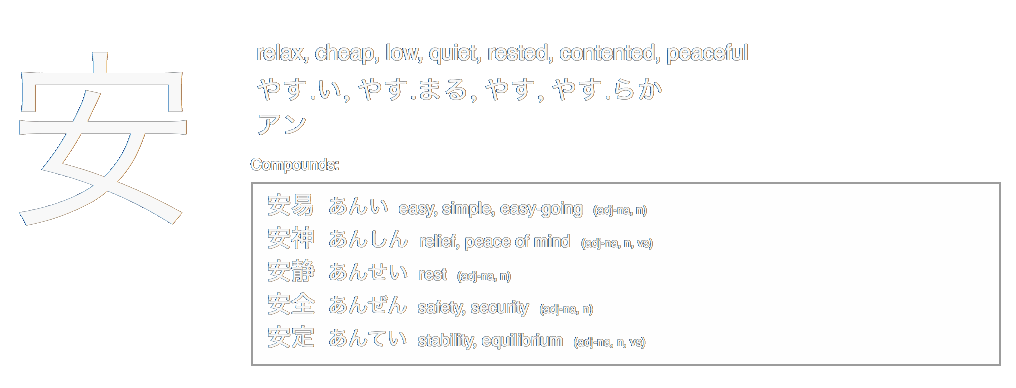 安
relax, cheap, low, quiet, rested, contented, peaceful
やす.い, やす.まる, やす, やす.らか
アン
Compounds:
安易 あんい easy, simple, easy-going (adj-na, n)
安神 あんしん relief, peace of mind (adj-na, n, vs)
安静 あんせい rest (adj-na, n)
安全 あんぜん safety, security (adj-na, n)
安定 あんてい stability, equilibrium (adj-na, n, vs)